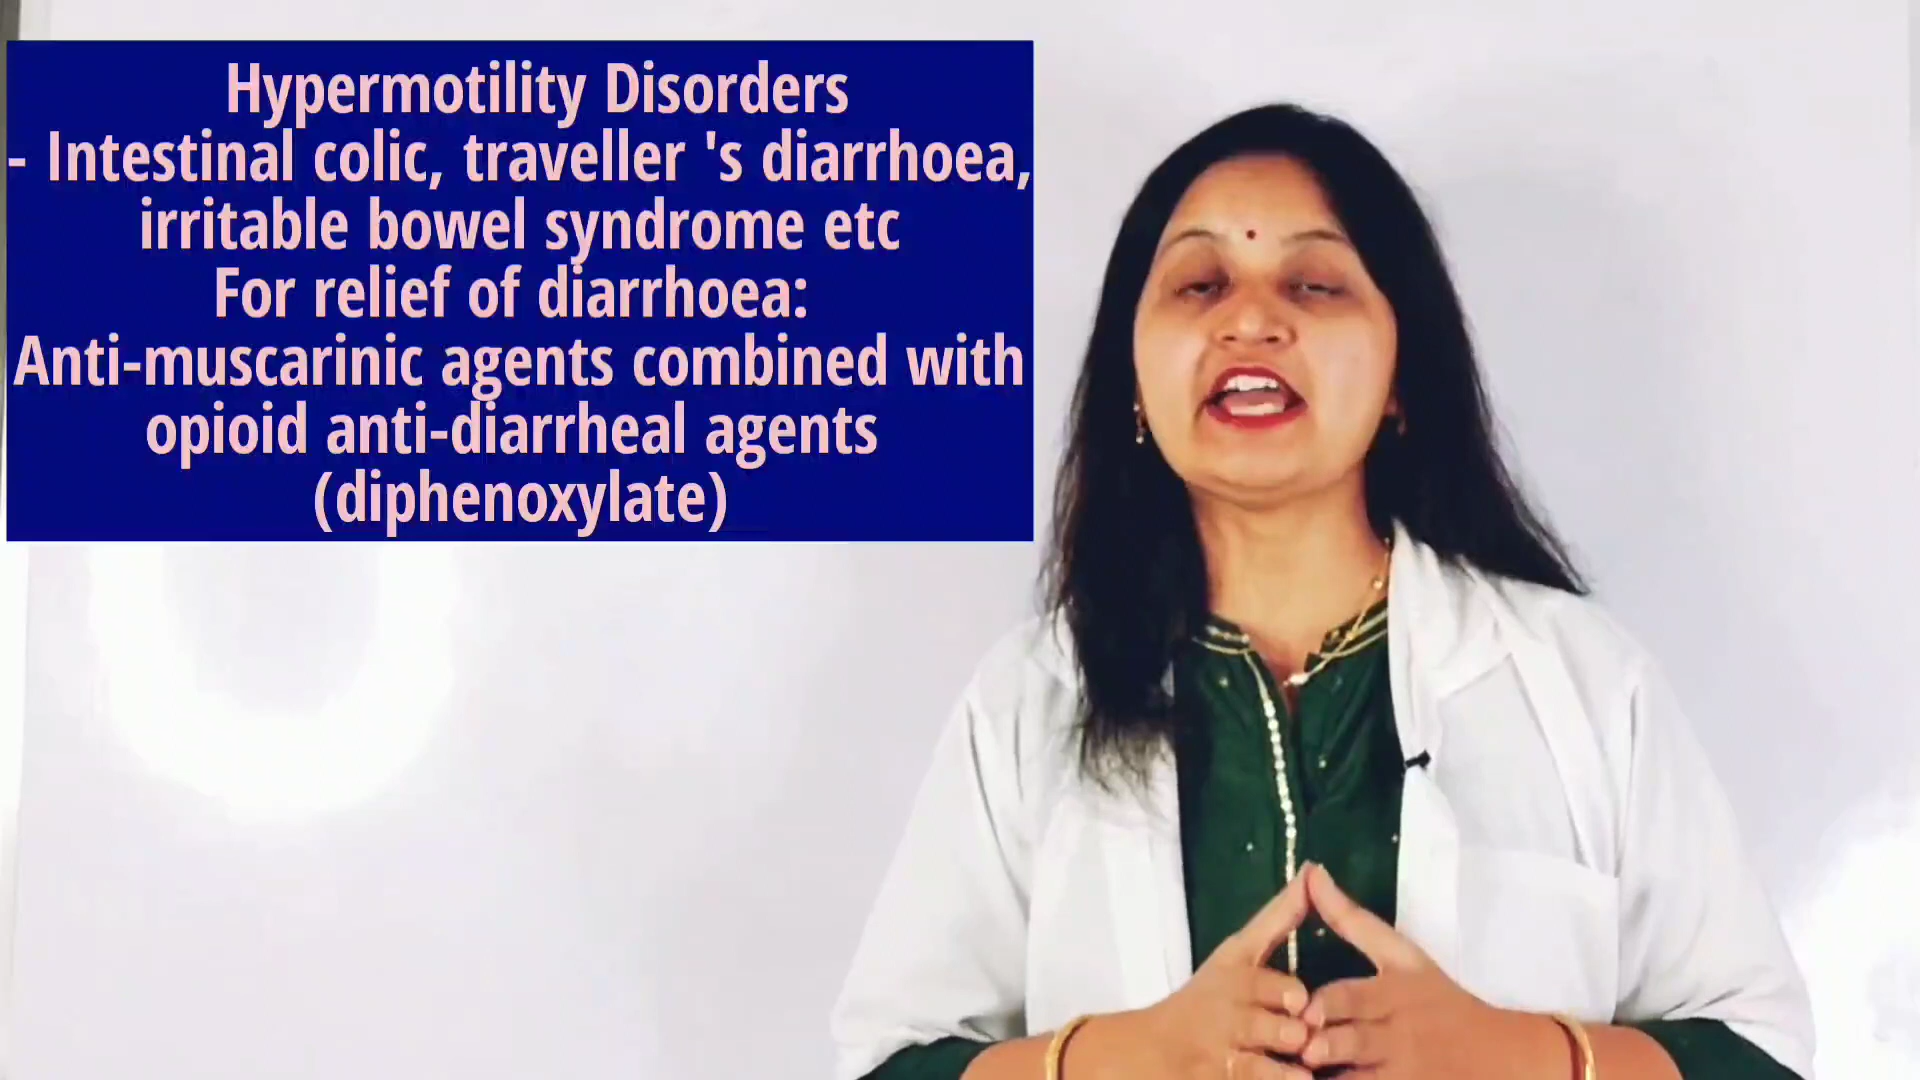 Hypermotility Disorders
- Intestinal colic, traveller 's diarrhoea,
irritable bowel syndrome etc
For relief of diarrhoea:
Anti-muscarinic agents combined with
opioid anti-diarrheal agents
(diphenoxylate)